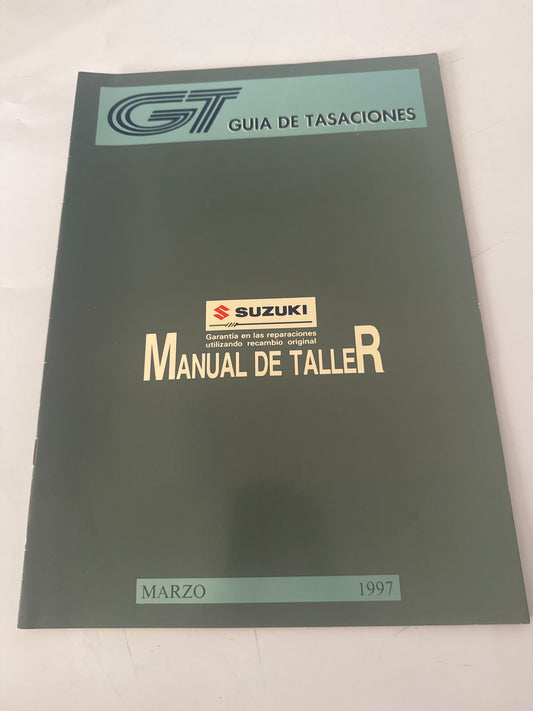 GT GUIA DE TASACIONES
SUZUKI
Garantía en las reparaciones
utilizando recambio original
MANUAL DE TALLER
MARZO 1997